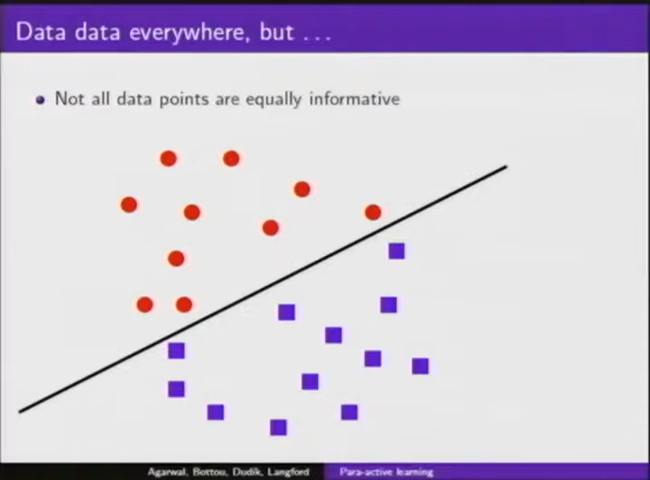 Data data everywhere, but ...
Not all data points are equally informative
Agarwal, Bottou, Dudík, Langford
Para-active learning